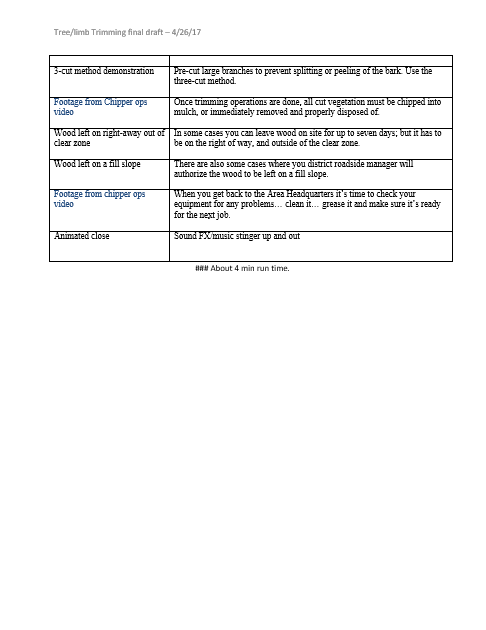 Tree/limb Trimming final draft – 4/26/17
3-cut method demonstration
Pre-cut large branches to prevent splitting or peeling of the bark. Use the
three-cut method.
Footage from Chipper ops
video
Once trimming operations are done, all cut vegetation must be chipped into
mulch, or immediately removed and properly disposed of.
Wood left on right-away out of
clear zone
In some cases you can leave wood on site for up to seven days; but it has to
be on the right of way, and outside of the clear zone.
Wood left on a fill slope
There are also some cases where you district roadside manager will
authorize the wood to be left on a fill slope.
Footage from chipper ops
video
When you get back to the Area Headquarters it’s time to check your
equipment for any problems… clean it… grease it and make sure it’s ready
for the next job.
Animated close
Sound FX/music stinger up and out
### About 4 min run time.